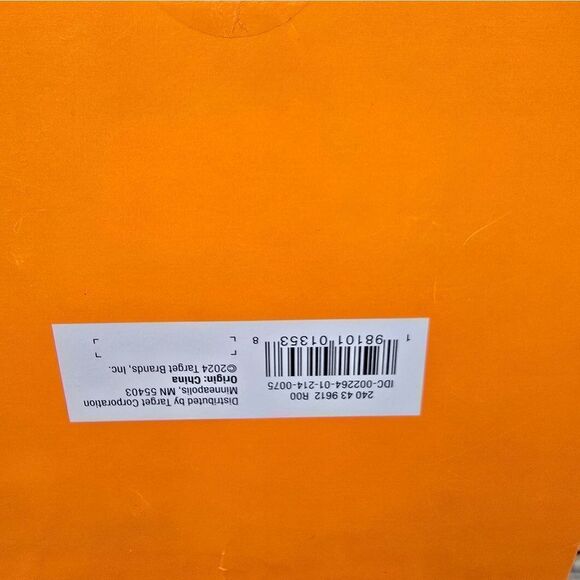 240 43 9612 R00
IDC-002264-01-214-0075
1 98101 01353 8
Distributed by Target Corporation
Minneapolis, MN 55403
Origin: China
©2024 Target Brands, Inc.